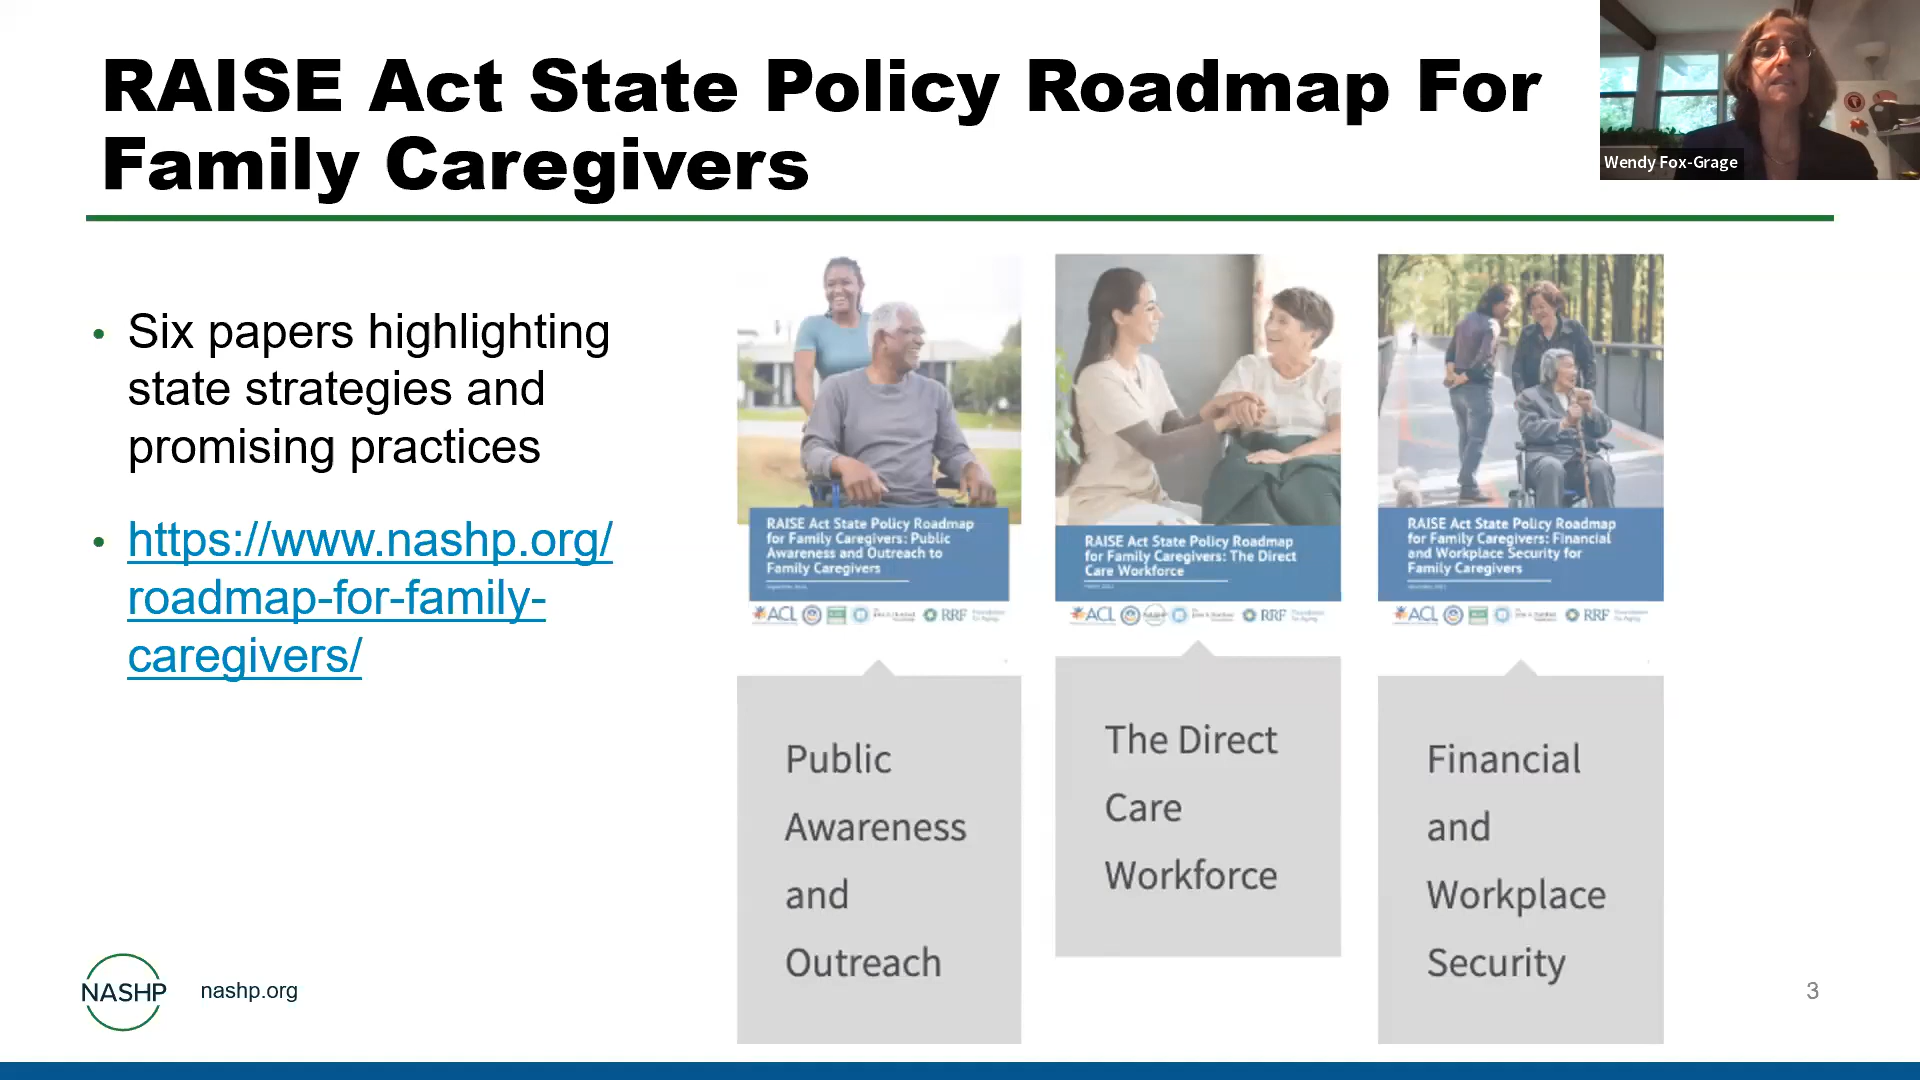 RAISE Act State Policy Roadmap For
Family Caregivers
Wendy Fox-Grage
• Six papers highlighting
state strategies and
promising practices
• https://www.nashp.org/
roadmap-for-family-
caregivers/
RAISE Act State Policy Roadmap
for Family Caregivers: Public
Awareness and Outreach to
Family Caregivers
ACL
RRF
RAISE Act State Policy Roadmap
for Family Caregivers: The Direct
Care Workforce
ACL
RRF
RAISE Act State Policy Roadmap
for Family Caregivers: Financial
and Workplace Security for
Family Caregivers
ACL
RRF
Public
Awareness
and
Outreach
The Direct
Care
Workforce
Financial
and
Workplace
Security
NASHP
nashp.org
3